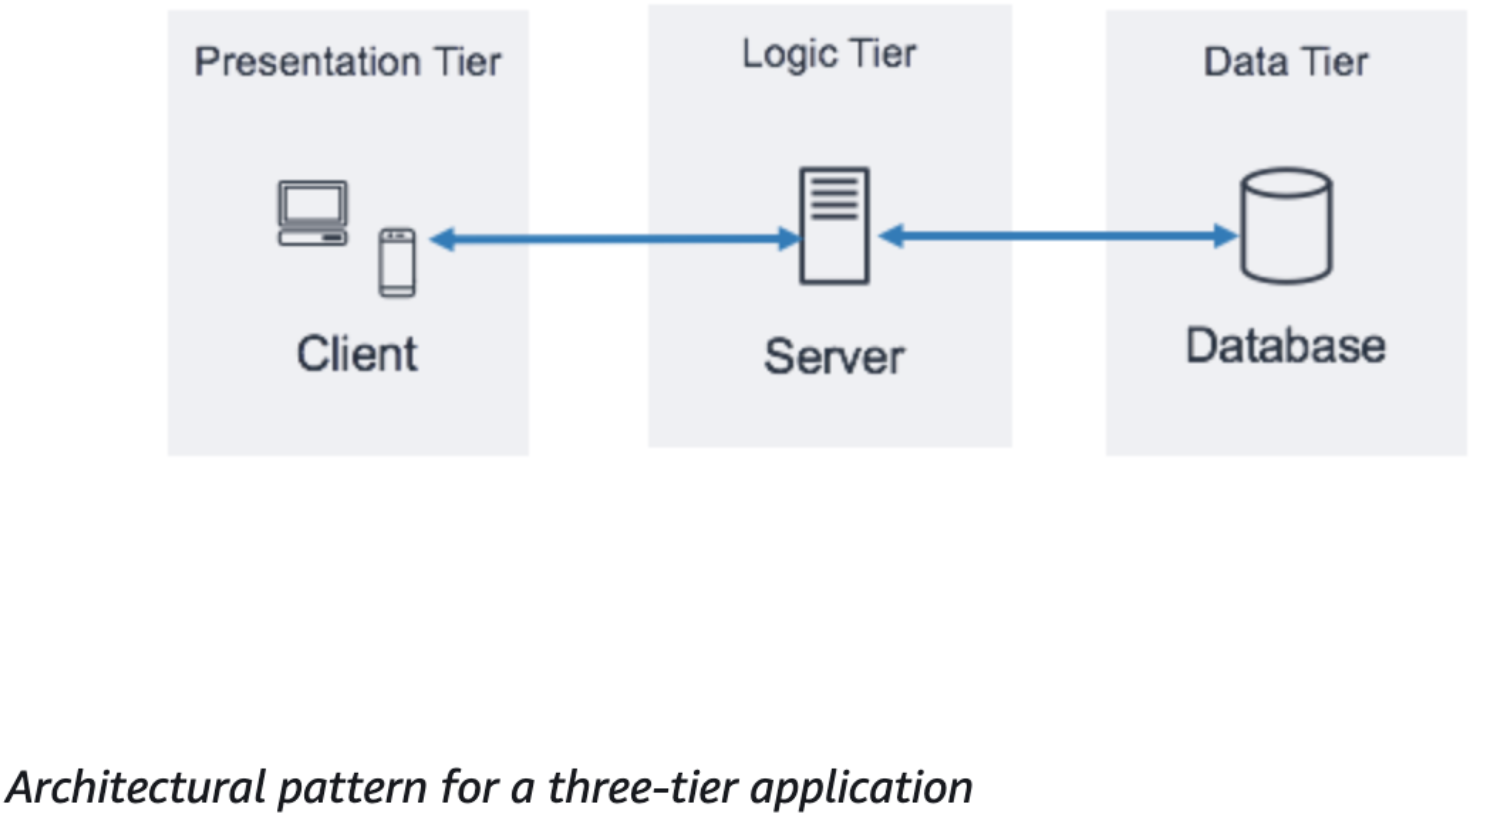 Presentation Tier
Logic Tier
Data Tier
Client
Server
Database
Architectural pattern for a three-tier application